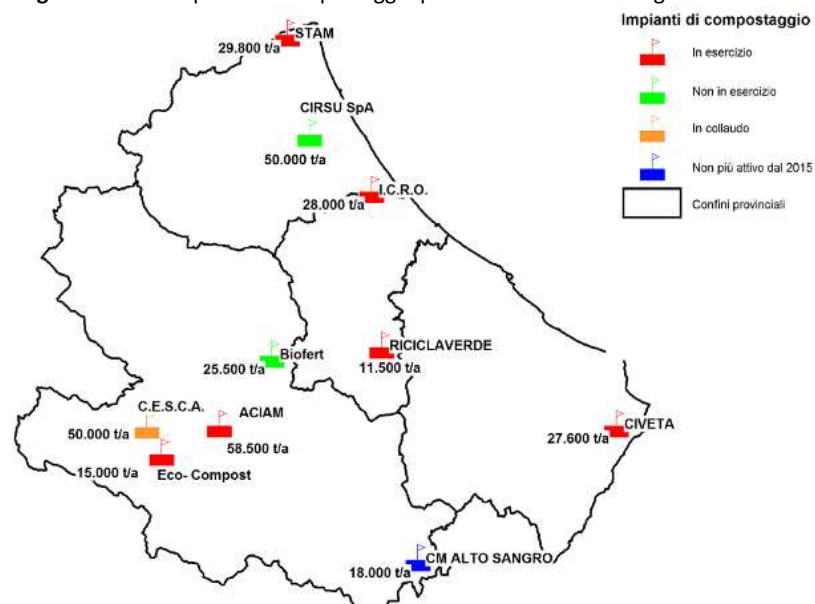 Impianti di compostaggio
In esercizio
Non in esercizio
In collaudo
Non più attivo dal 2015
Confini provinciali
STAM
29.800 t/a
CIRSU SpA
50.000 t/a
I.C.R.O.
28.000 t/a
RICICLAVERDE
11.500 t/a
Biofert
25.500 t/a
C.E.S.C.A.
50.000 t/a
ACIAM
58.500 t/a
15.000 t/a
Eco- Compost
CIVETA
27.600 t/a
CM ALTO SANGRO
18.000 t/a